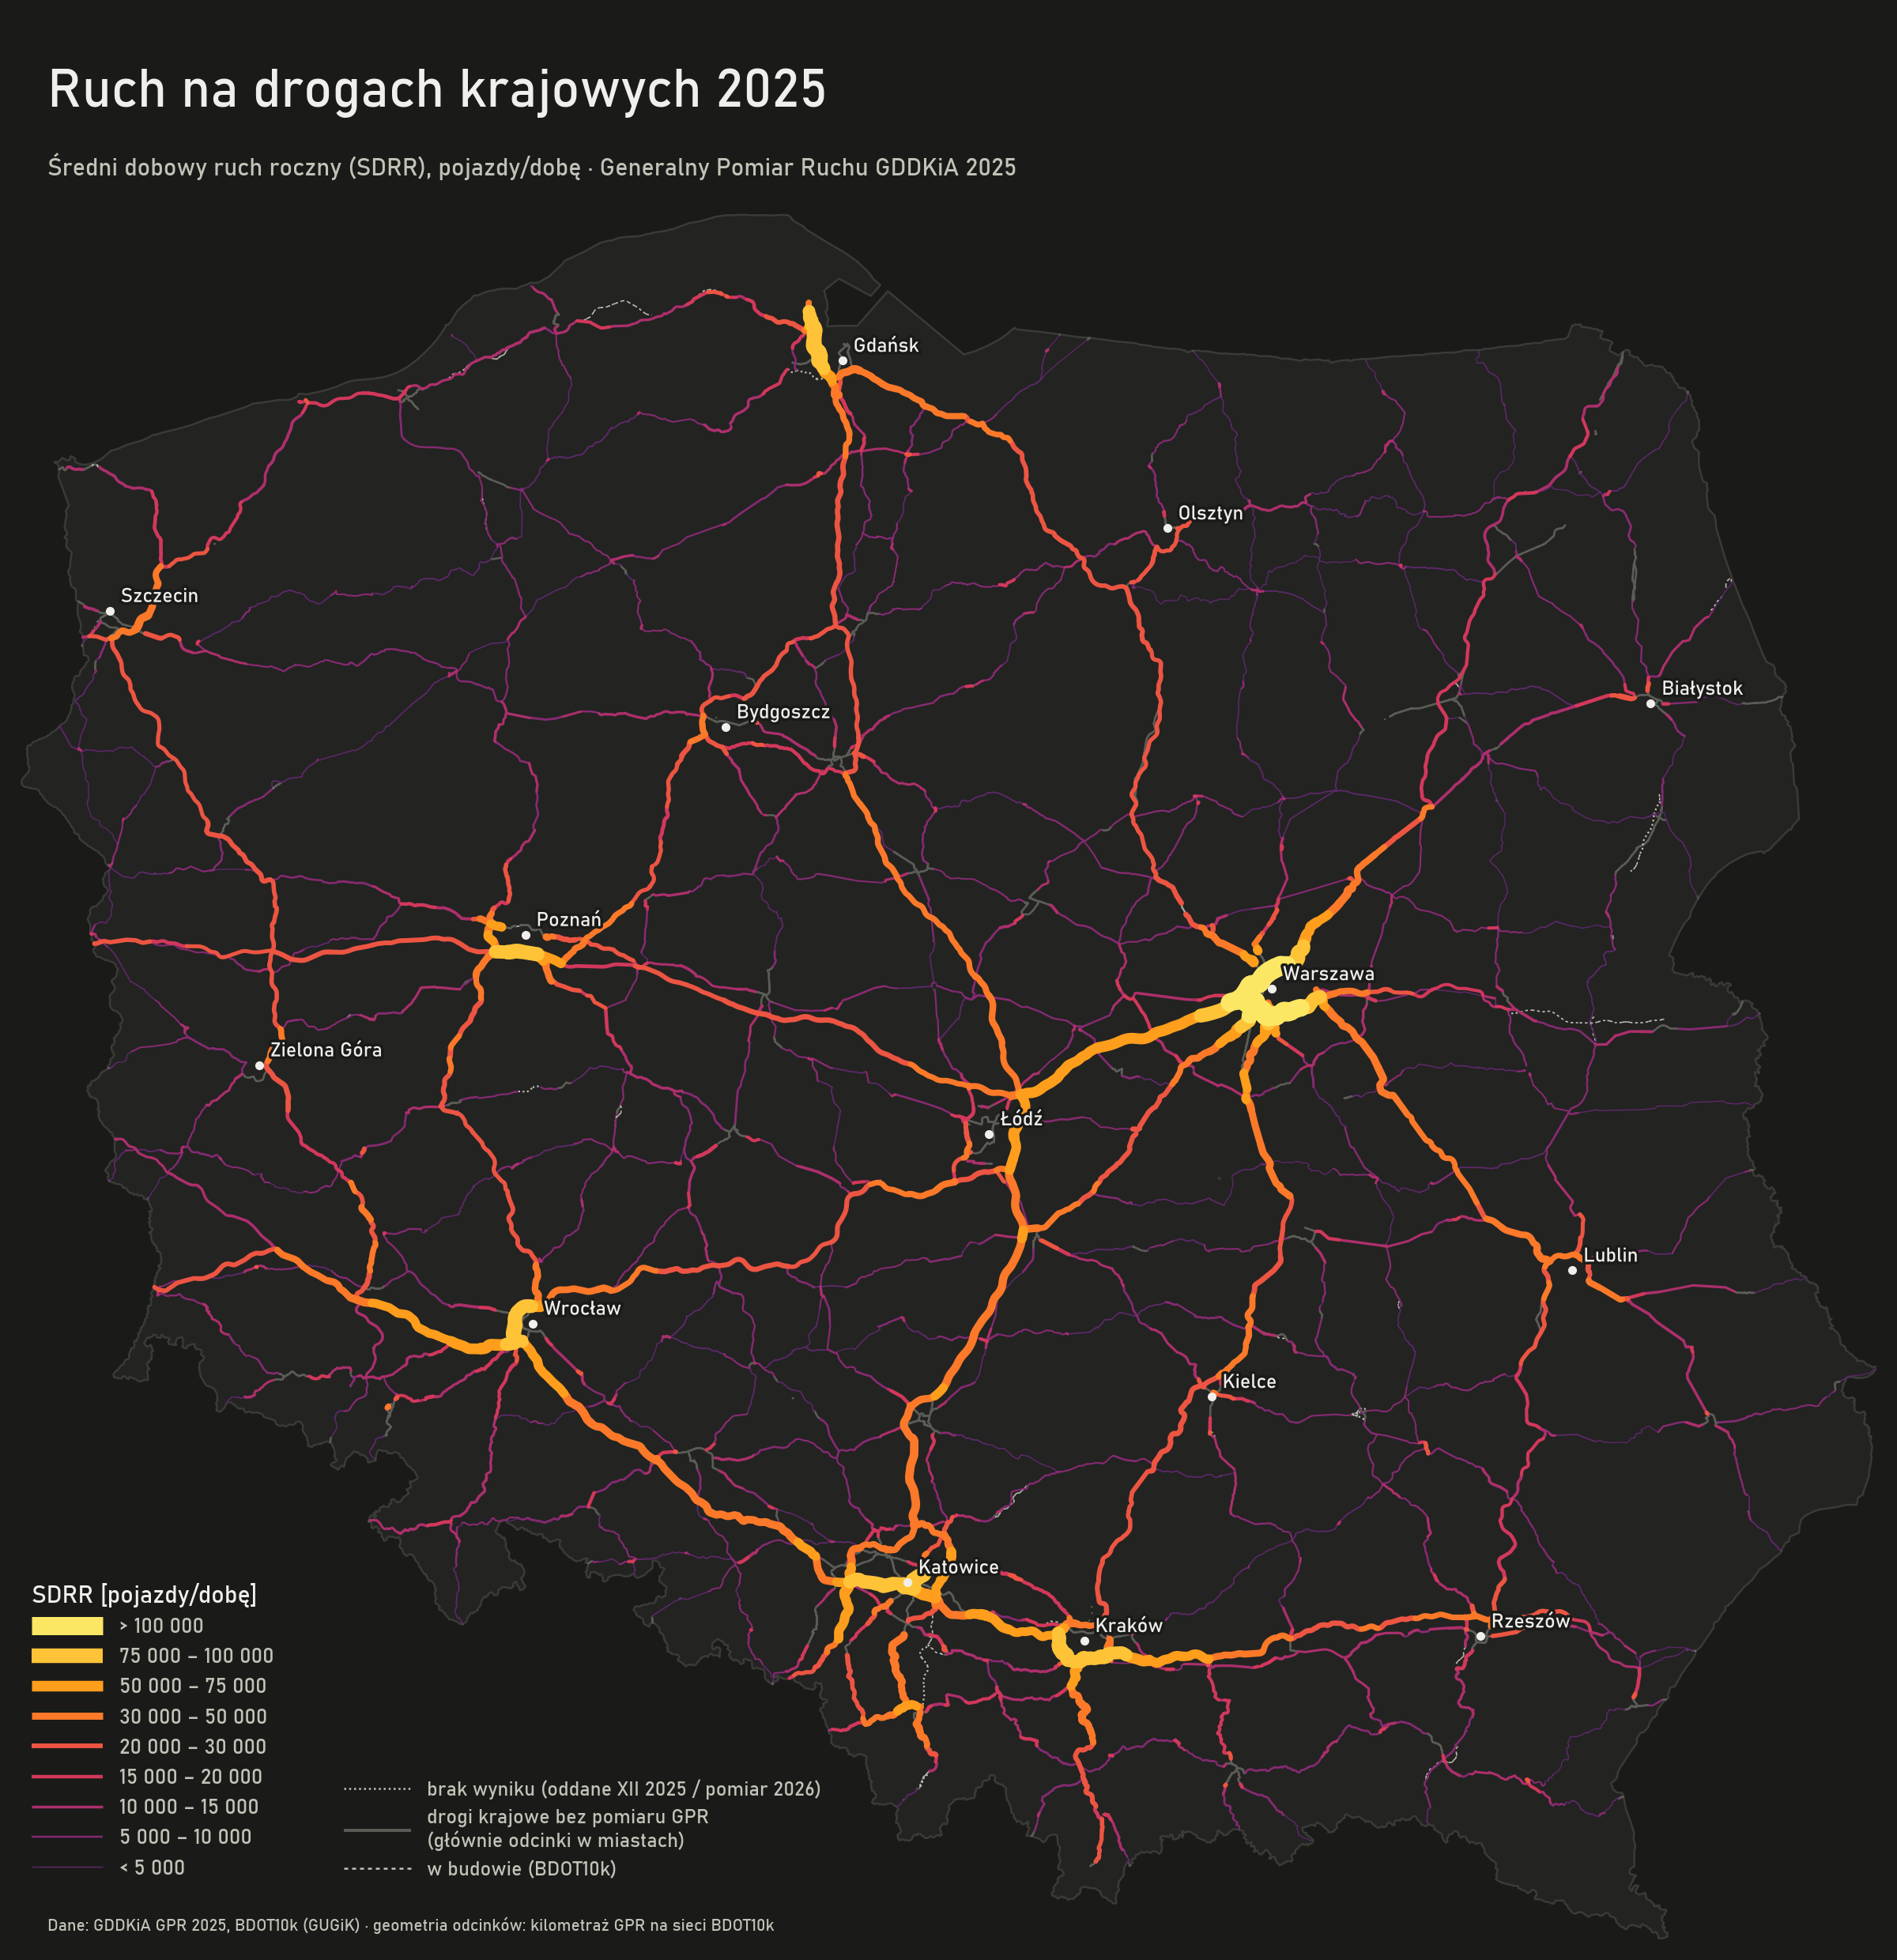 Ruch na drogach krajowych 2025
Średni dobowy ruch roczny (SDRR), pojazdy/dobę · Generalny Pomiar Ruchu GDDKiA 2025
Gdańsk
Olsztyn
Szczecin
Białystok
Bydgoszcz
Poznań
Warszawa
Zielona Góra
Łódź
Lublin
Wrocław
Kielce
Katowice
Kraków
Rzeszów
SDRR [pojazdy/dobę]
> 100 000
75 000 – 100 000
50 000 – 75 000
30 000 – 50 000
20 000 – 30 000
15 000 – 20 000
10 000 – 15 000
5 000 – 10 000
< 5 000
brak wyniku (oddane XII 2025 / pomiar 2026)
drogi krajowe bez pomiaru GPR
(głównie odcinki w miastach)
w budowie (BDOT10k)
Dane: GDDKiA GPR 2025, BDOT10k (GUGiK) · geometria odcinków: kilometraż GPR na sieci BDOT10k